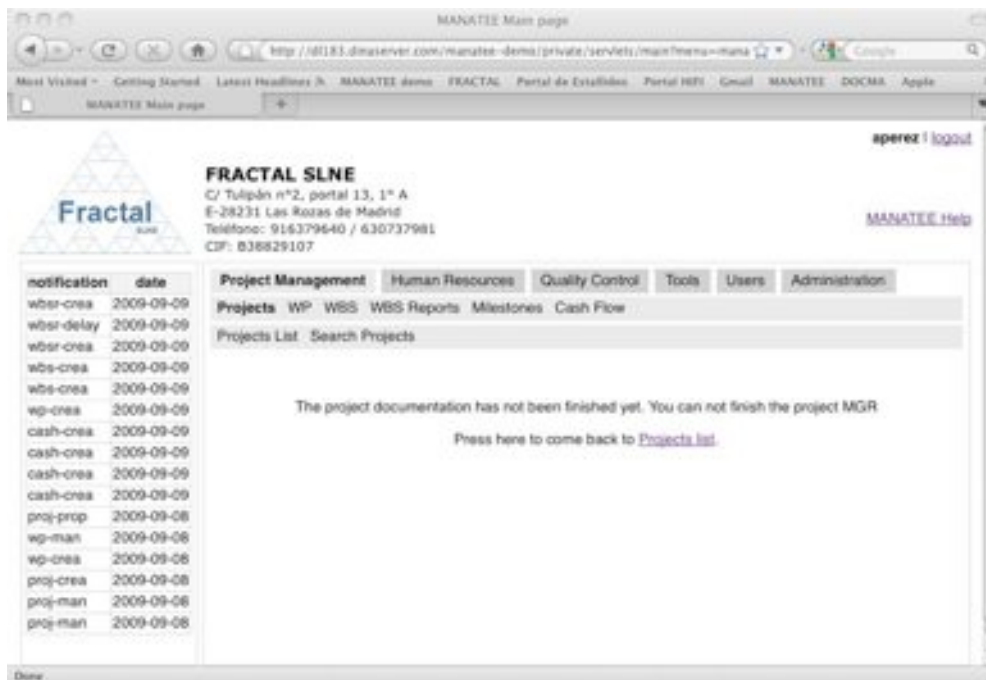 MANATEE Main page
http://dl183.dinaserver.com/manatee-demo/private/servlets/main?menu=mana
Google
Most Visited Getting Started Latest Headlines MANATEE demo FRACTAL Portal de Estallidos Portal HIFI Gmail MANATEE DOCMA Apple
MANATEE Main page
aperez | logout
Fractal
SLNE
FRACTAL SLNE
C/ Tulipán nº2, portal 13, 1º A
E-28231 Las Rozas de Madrid
Teléfono: 916379640 / 630737981
CIF: B38829107
MANATEE Help
notification date
wbsr-crea 2009-09-09
wbsr-delay 2009-09-09
wbsr-crea 2009-09-09
wbs-crea 2009-09-09
wbs-crea 2009-09-09
wp-crea 2009-09-09
cash-crea 2009-09-09
cash-crea 2009-09-09
cash-crea 2009-09-09
cash-crea 2009-09-09
proj-prop 2009-09-08
wp-man 2009-09-08
wp-crea 2009-09-08
proj-crea 2009-09-08
proj-man 2009-09-08
proj-man 2009-09-08
Project Management Human Resources Quality Control Tools Users Administration
Projects WP WBS WBS Reports Milestones Cash Flow
Projects List Search Projects
The project documentation has not been finished yet. You can not finish the project MGR
Press here to come back to Projects list.
Done